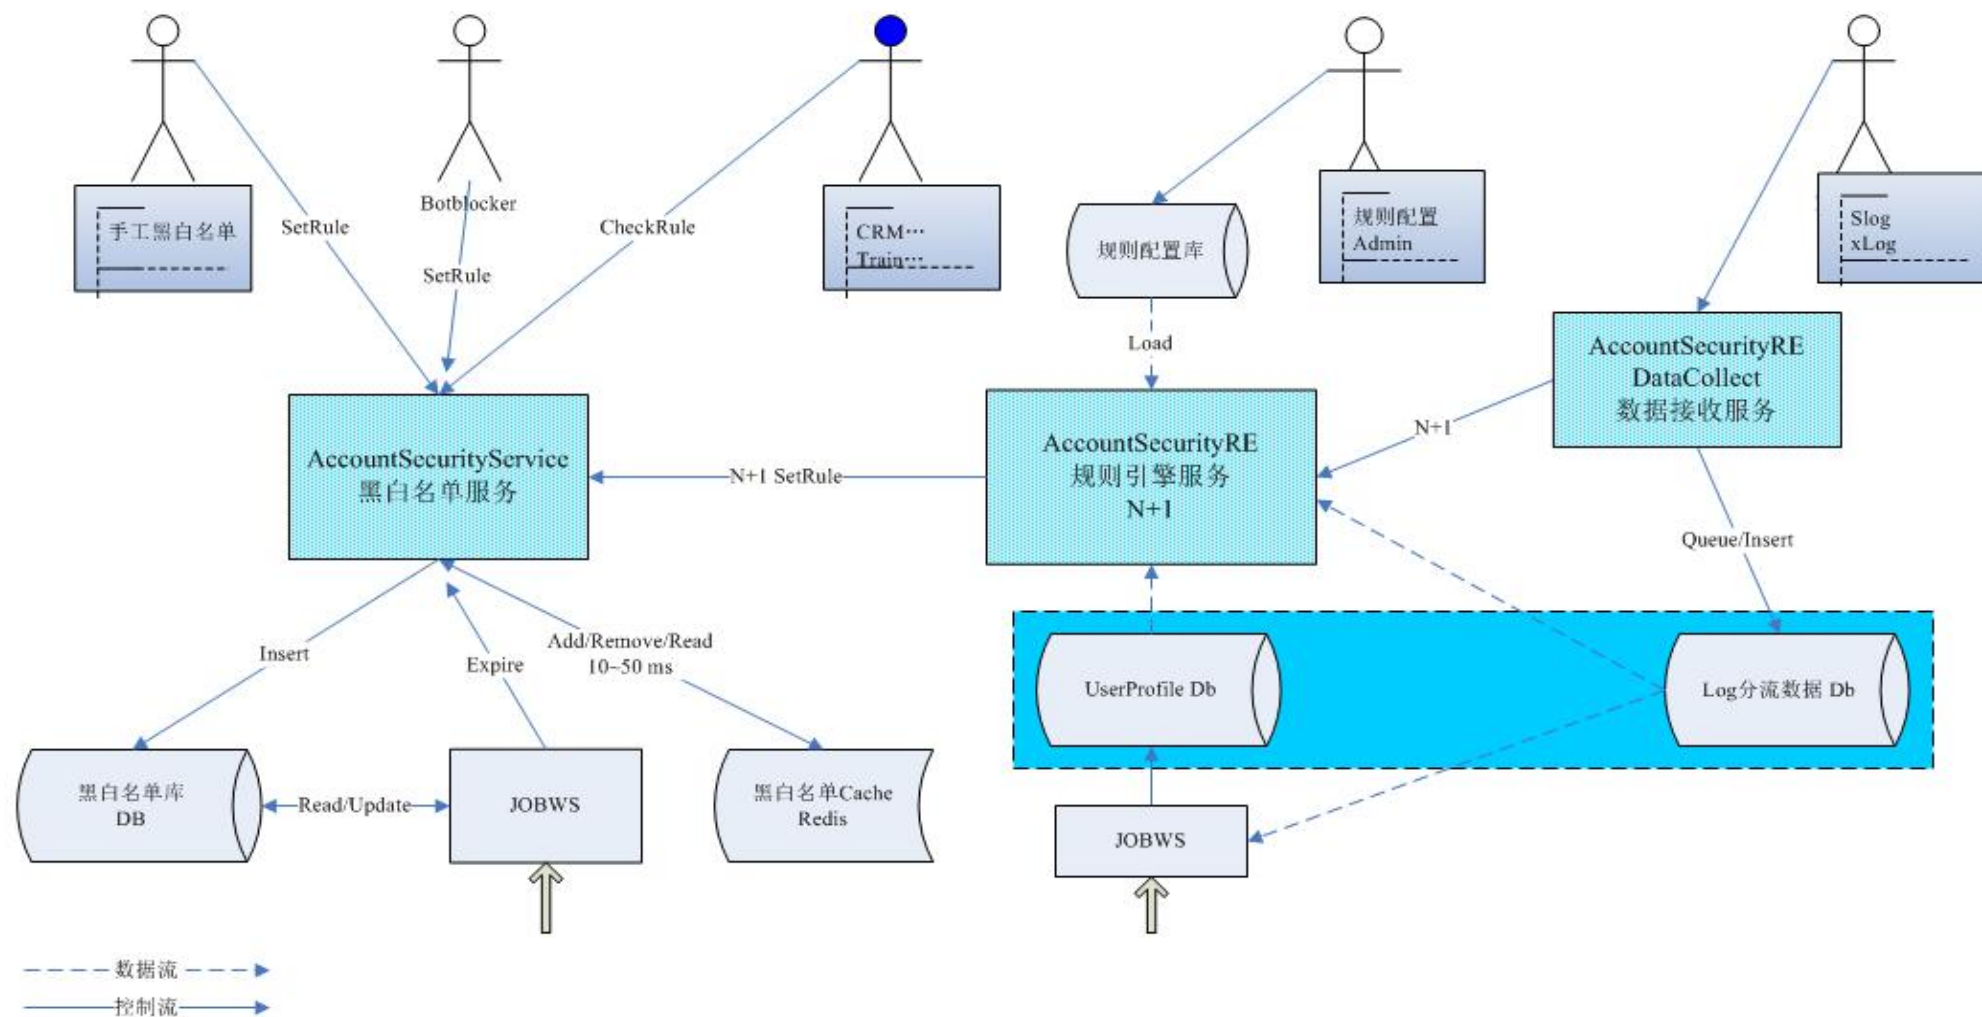 手工黑白名单
SetRule
Botblocker
SetRule
CheckRule
CRM…
Train…
规则配置库
规则配置
Admin
Slog
xLog
Load
AccountSecurityService
黑白名单服务
N+1 SetRule
AccountSecurityRE
规则引擎服务
N+1
N+1
AccountSecurityRE
DataCollect
数据接收服务
Queue/Insert
Insert
Expire
Add/Remove/Read
10~50 ms
UserProfile Db
Log分流数据 Db
黑白名单库
DB
Read/Update
JOBWS
黑白名单Cache
Redis
JOBWS
数据流
控制流